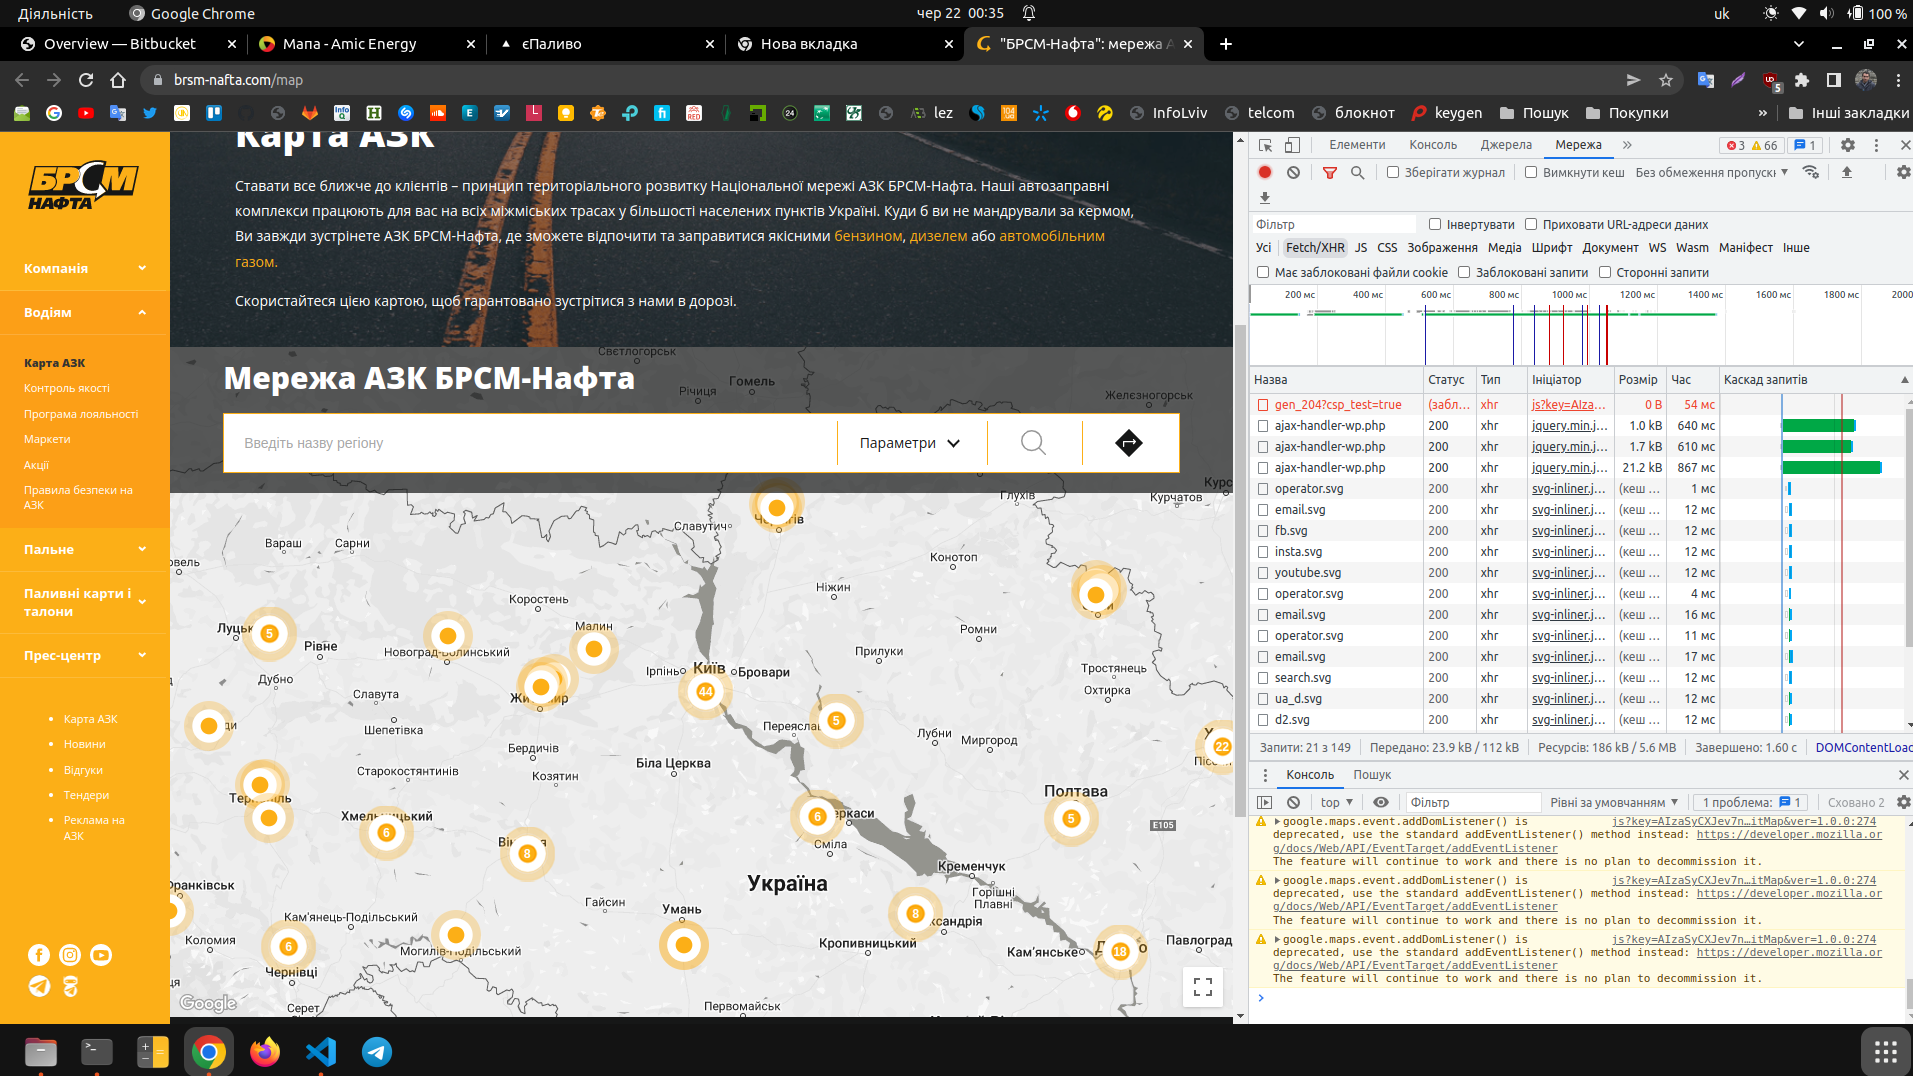 Діяльність
Google Chrome
чер 22 00:35
uk
100 %
Overview — Bitbucket
Мапа - Amic Energy
єПаливо
Нова вкладка
"БРСМ-Нафта": мережа А
brsm-nafta.com/map
lez
InfoLviv
telcom
блокнот
keygen
Пошук
Покупки
»
Інші закладки
БРСМ
НАФТА
Компанія
Водіям
Карта АЗК
Контроль якості
Програма лояльності
Маркети
Акції
Правила безпеки на
АЗК
Пальне
Паливні карти і
талони
Прес-центр
Карта АЗК
Новини
Відгуки
Тендери
Реклама на
АЗК
Карта АЗК
Ставати все ближче до клієнтів – принцип територіального розвитку Національної мережі АЗК БРСМ-Нафта. Наші автозаправні
комплекси працюють для вас на всіх міжміських трасах у більшості населених пунктів Україні. Куди б ви не мандрували за кермом,
Ви завжди зустрінете АЗК БРСМ-Нафта, де зможете відпочити та заправитися якісними бензином, дизелем або автомобільним
газом.
Скористайтеся цією картою, щоб гарантовано зустрітися з нами в дорозі.
Светлогорськ
Річиця
Гомель
Желєзногорськ
Мережа АЗК БРСМ-Нафта
Введіть назву регіону
Параметри
Глухів
Курчатов
Славутич
Вараш
Сарни
Конотоп
Ніжин
Коростень
Луцьк
5
Рівне
Новоград-Волинський
Малин
Ромни
Прилуки
Ірпінь
Київ
Бровари
44
Тростянець
Охтирка
Дубно
Славута
Шепетівка
Переяслав
5
Лубни
Миргород
22
Бердичів
Біла Церква
Старокостянтинів
Козятин
Хмельницький
6
8
6
Черкаси
Сміла
Полтава
5
E105
Кременчук
Горішні
Плавні
Україна
Гайсин
Умань
8
Кам'янець-Подільський
Коломия
6
Чернівці
Могилів-Подільський
Кропивницький
Кам'янське
18
Павлоград
Серет
Первомайськ
Google
Елементи
Консоль
Джерела
Мережа
»
3
66
1
Зберігати журнал
Вимкнути кеш
Без обмеження пропускн
Фільтр
Інвертувати
Приховати URL-адреси даних
Усі
Fetch/XHR
JS
CSS
Зображення
Медіа
Шрифт
Документ
WS
Wasm
Маніфест
Інше
Має заблоковані файли cookie
Заблоковані запити
Сторонні запити
200 мс
400 мс
600 мс
800 мс
1000 мс
1200 мс
1400 мс
1600 мс
1800 мс
2000
Назва Статус Тип Ініціатор Розмір Час Каскад запитів
gen_204?csp_test=true (забл... xhr js?key=AIza... 0 B 54 мс
ajax-handler-wp.php 200 xhr jquery.min.j... 1.0 kB 640 мс
ajax-handler-wp.php 200 xhr jquery.min.j... 1.7 kB 610 мс
ajax-handler-wp.php 200 xhr jquery.min.j... 21.2 kB 867 мс
operator.svg 200 xhr svg-inliner.j... (кеш ... 1 мс
email.svg 200 xhr svg-inliner.j... (кеш ... 12 мс
fb.svg 200 xhr svg-inliner.j... (кеш ... 12 мс
insta.svg 200 xhr svg-inliner.j... (кеш ... 12 мс
youtube.svg 200 xhr svg-inliner.j... (кеш ... 12 мс
operator.svg 200 xhr svg-inliner.j... (кеш ... 4 мс
email.svg 200 xhr svg-inliner.j... (кеш ... 16 мс
operator.svg 200 xhr svg-inliner.j... (кеш ... 11 мс
email.svg 200 xhr svg-inliner.j... (кеш ... 17 мс
search.svg 200 xhr svg-inliner.j... (кеш ... 12 мс
ua_d.svg 200 xhr svg-inliner.j... (кеш ... 12 мс
d2.svg 200 xhr svg-inliner.j... (кеш ... 12 мс
Запити: 21 з 149
Передано: 23.9 kB / 112 kB
Ресурсів: 186 kB / 5.6 MB
Завершено: 1.60 с
DOMContentLoad
Консоль
Пошук
top
Фільтр
Рівні за умовчанням
1 проблема: 1
Сховано 2
google.maps.event.addDomListener() is js?key=AIzaSyCXJev7n…itMap&ver=1.0.0:274
deprecated, use the standard addEventListener() method instead: https://developer.mozilla.or
g/docs/Web/API/EventTarget/addEventListener
The feature will continue to work and there is no plan to decommission it.
google.maps.event.addDomListener() is js?key=AIzaSyCXJev7n…itMap&ver=1.0.0:274
deprecated, use the standard addEventListener() method instead: https://developer.mozilla.or
g/docs/Web/API/EventTarget/addEventListener
The feature will continue to work and there is no plan to decommission it.
google.maps.event.addDomListener() is js?key=AIzaSyCXJev7n…itMap&ver=1.0.0:274
deprecated, use the standard addEventListener() method instead: https://developer.mozilla.or
g/docs/Web/API/EventTarget/addEventListener
The feature will continue to work and there is no plan to decommission it.